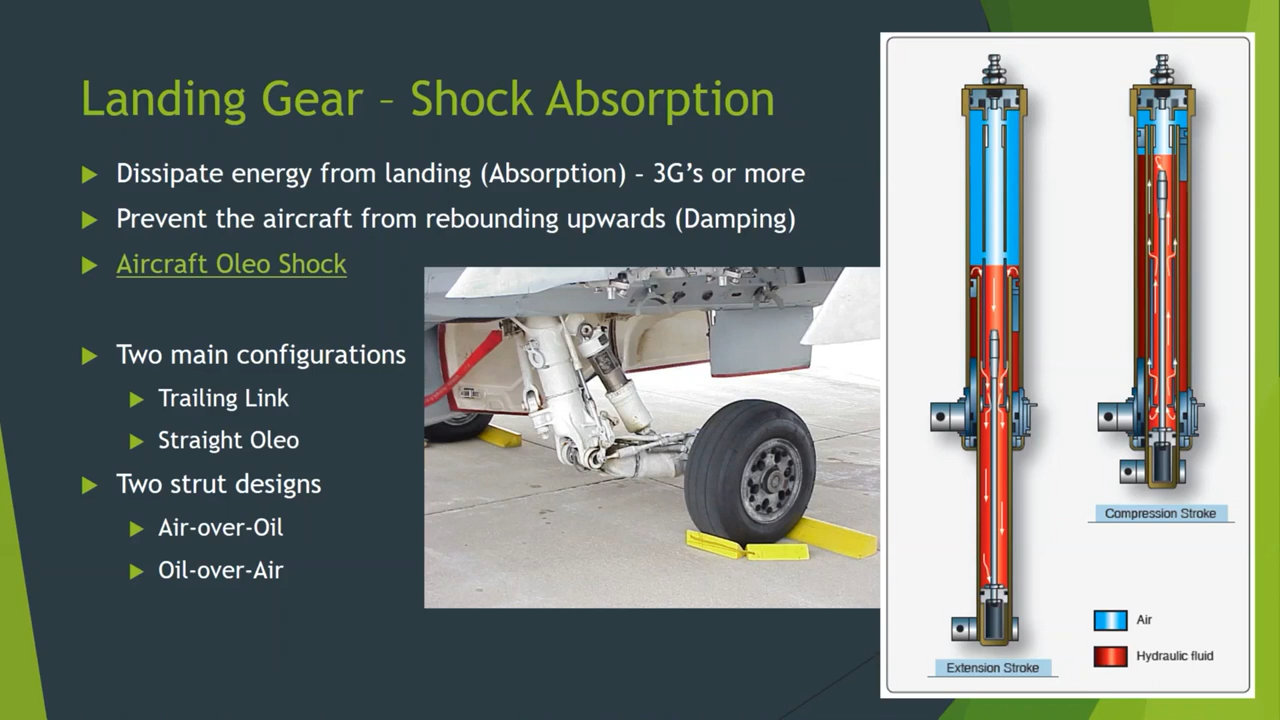 Landing Gear – Shock Absorption
Dissipate energy from landing (Absorption) – 3G's or more
Prevent the aircraft from rebounding upwards (Damping)
Aircraft Oleo Shock
Two main configurations
Trailing Link
Straight Oleo
Two strut designs
Air-over-Oil
Oil-over-Air
Extension Stroke
Compression Stroke
Air
Hydraulic fluid